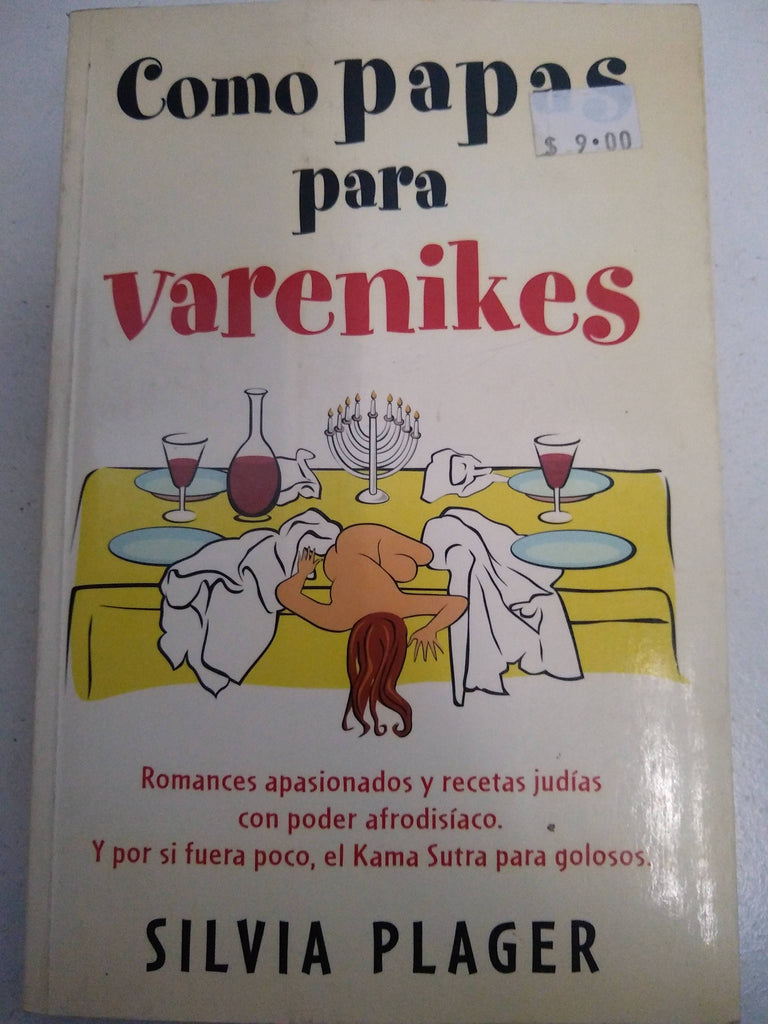 Como papas
$ 9.00
para
varenikes
Romances apasionados y recetas judías
con poder afrodisíaco.
Y por si fuera poco, el Kama Sutra para golosos.
SILVIA PLAGER